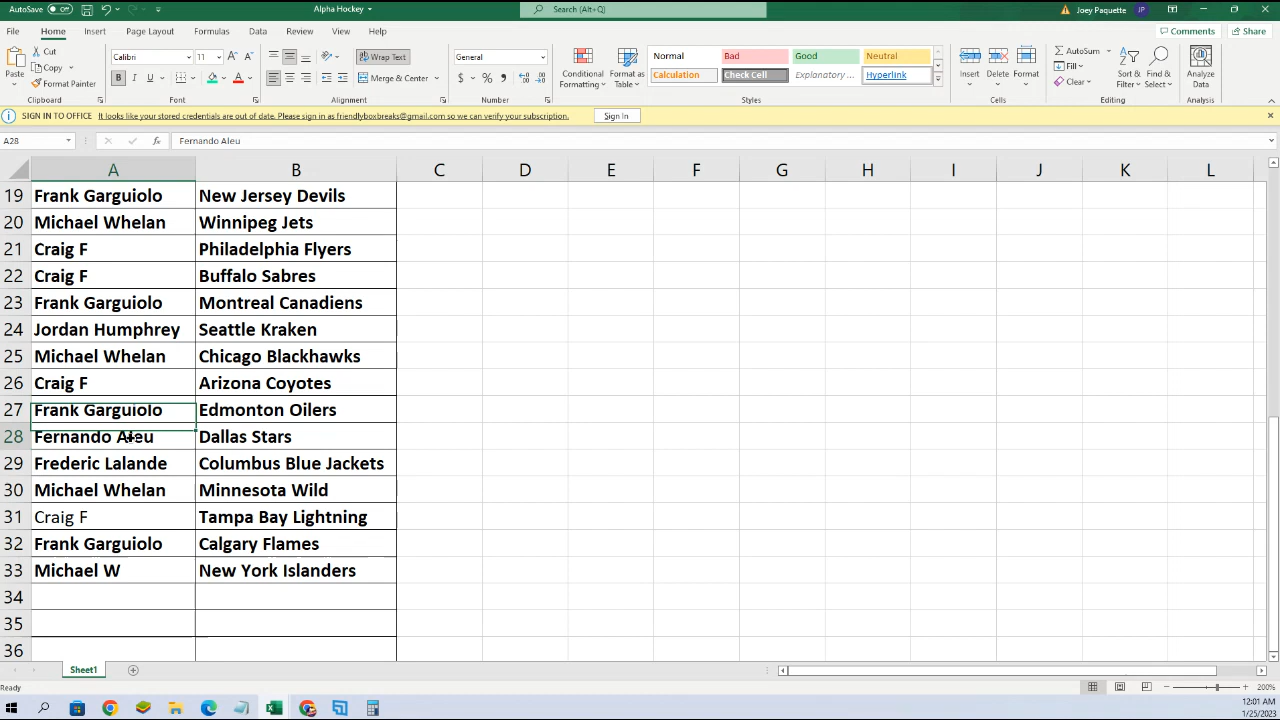 AutoSave Off Alpha Hockey Search (Alt+Q) Joey Paquette JP
File Home Insert Page Layout Formulas Data Review View Help Comments Share
Paste Cut Copy Format Painter Clipboard
Calibri 11 B I U A Font
Wrap Text Merge & Center Alignment
General $ % Number
Conditional Formatting Format as Table
Normal Bad Good Neutral
Calculation Check Cell Explanatory ... Hyperlink
Styles
Insert Delete Format Cells
AutoSum Fill Clear Sort & Filter Find & Select Editing
Analyze Data Analysis
SIGN IN TO OFFICE It looks like your stored credentials are out of date. Please sign in as friendlyboxbreaks@gmail.com so we can verify your subscription. Sign In
A28 fx Fernando Aleu
A B C D E F G H I J K L
19 Frank Garguiolo New Jersey Devils
20 Michael Whelan Winnipeg Jets
21 Craig F Philadelphia Flyers
22 Craig F Buffalo Sabres
23 Frank Garguiolo Montreal Canadiens
24 Jordan Humphrey Seattle Kraken
25 Michael Whelan Chicago Blackhawks
26 Craig F Arizona Coyotes
27 Frank Garguiolo Edmonton Oilers
28 Fernando Aleu Dallas Stars
29 Frederic Lalande Columbus Blue Jackets
30 Michael Whelan Minnesota Wild
31 Craig F Tampa Bay Lightning
32 Frank Garguiolo Calgary Flames
33 Michael W New York Islanders
34
35
36
Sheet1
Ready 200%
12:01 AM
1/25/2023